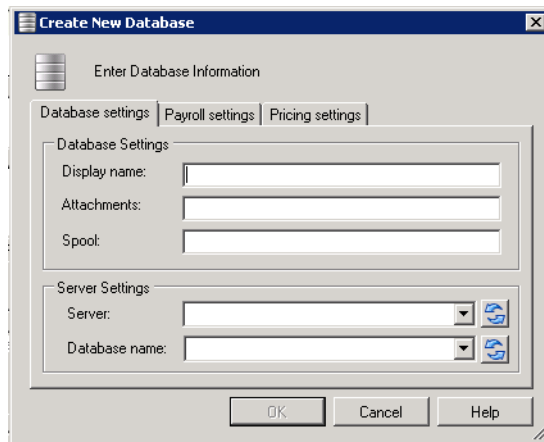 Create New Database
Enter Database Information
Database settings Payroll settings Pricing settings
Database Settings
Display name:
Attachments:
Spool:
Server Settings
Server:
Database name:
OK Cancel Help